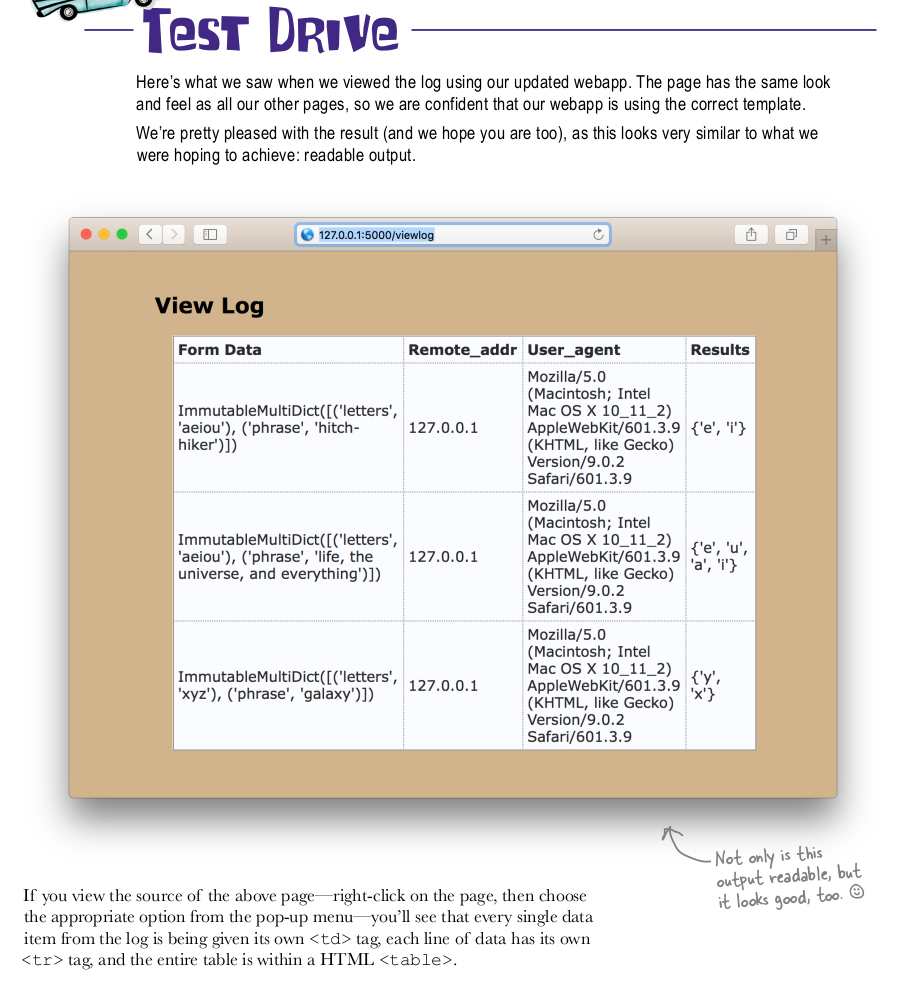 Test Drive
Here's what we saw when we viewed the log using our updated webapp. The page has the same look
and feel as all our other pages, so we are confident that our webapp is using the correct template.
We're pretty pleased with the result (and we hope you are too), as this looks very similar to what we
were hoping to achieve: readable output.
127.0.0.1:5000/viewlog
View Log
Form Data Remote_addr User_agent Results
ImmutableMultiDict([('letters',
'aeiou'), ('phrase', 'hitch-
hiker')])
127.0.0.1
Mozilla/5.0
(Macintosh; Intel
Mac OS X 10_11_2)
AppleWebKit/601.3.9
(KHTML, like Gecko)
Version/9.0.2
Safari/601.3.9
{'e', 'i'}
ImmutableMultiDict([('letters',
'aeiou'), ('phrase', 'life, the
universe, and everything')])
127.0.0.1
Mozilla/5.0
(Macintosh; Intel
Mac OS X 10_11_2)
AppleWebKit/601.3.9
(KHTML, like Gecko)
Version/9.0.2
Safari/601.3.9
{'e', 'u',
'a', 'i'}
ImmutableMultiDict([('letters',
'xyz'), ('phrase', 'galaxy')])
127.0.0.1
Mozilla/5.0
(Macintosh; Intel
Mac OS X 10_11_2)
AppleWebKit/601.3.9
(KHTML, like Gecko)
Version/9.0.2
Safari/601.3.9
{'y',
'x'}
Not only is this
output readable, but
it looks good, too. ☺
If you view the source of the above page—right-click on the page, then choose
the appropriate option from the pop-up menu—you'll see that every single data
item from the log is being given its own <td> tag, each line of data has its own
<tr> tag, and the entire table is within a HTML <table>.